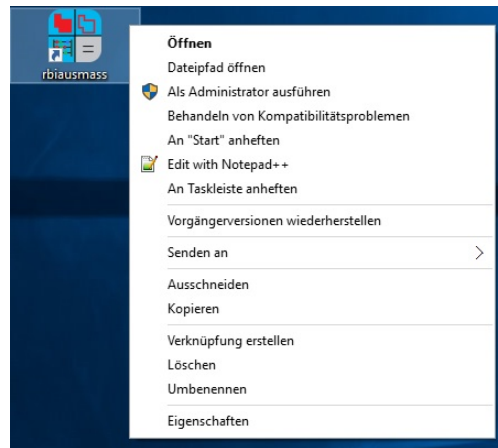 rbiausmass
Öffnen
Dateipfad öffnen
Als Administrator ausführen
Behandeln von Kompatibilitätsproblemen
An "Start" anheften
Edit with Notepad++
An Taskleiste anheften
Vorgängerversionen wiederherstellen
Senden an
Ausschneiden
Kopieren
Verknüpfung erstellen
Löschen
Umbenennen
Eigenschaften